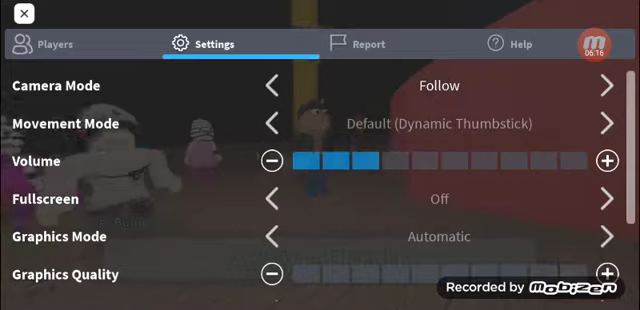 Players
Settings
Report
Help
06:16
Camera Mode
Follow
Movement Mode
Default (Dynamic Thumbstick)
Volume
Fullscreen
Off
Graphics Mode
Automatic
Graphics Quality
Recorded by Mobizen